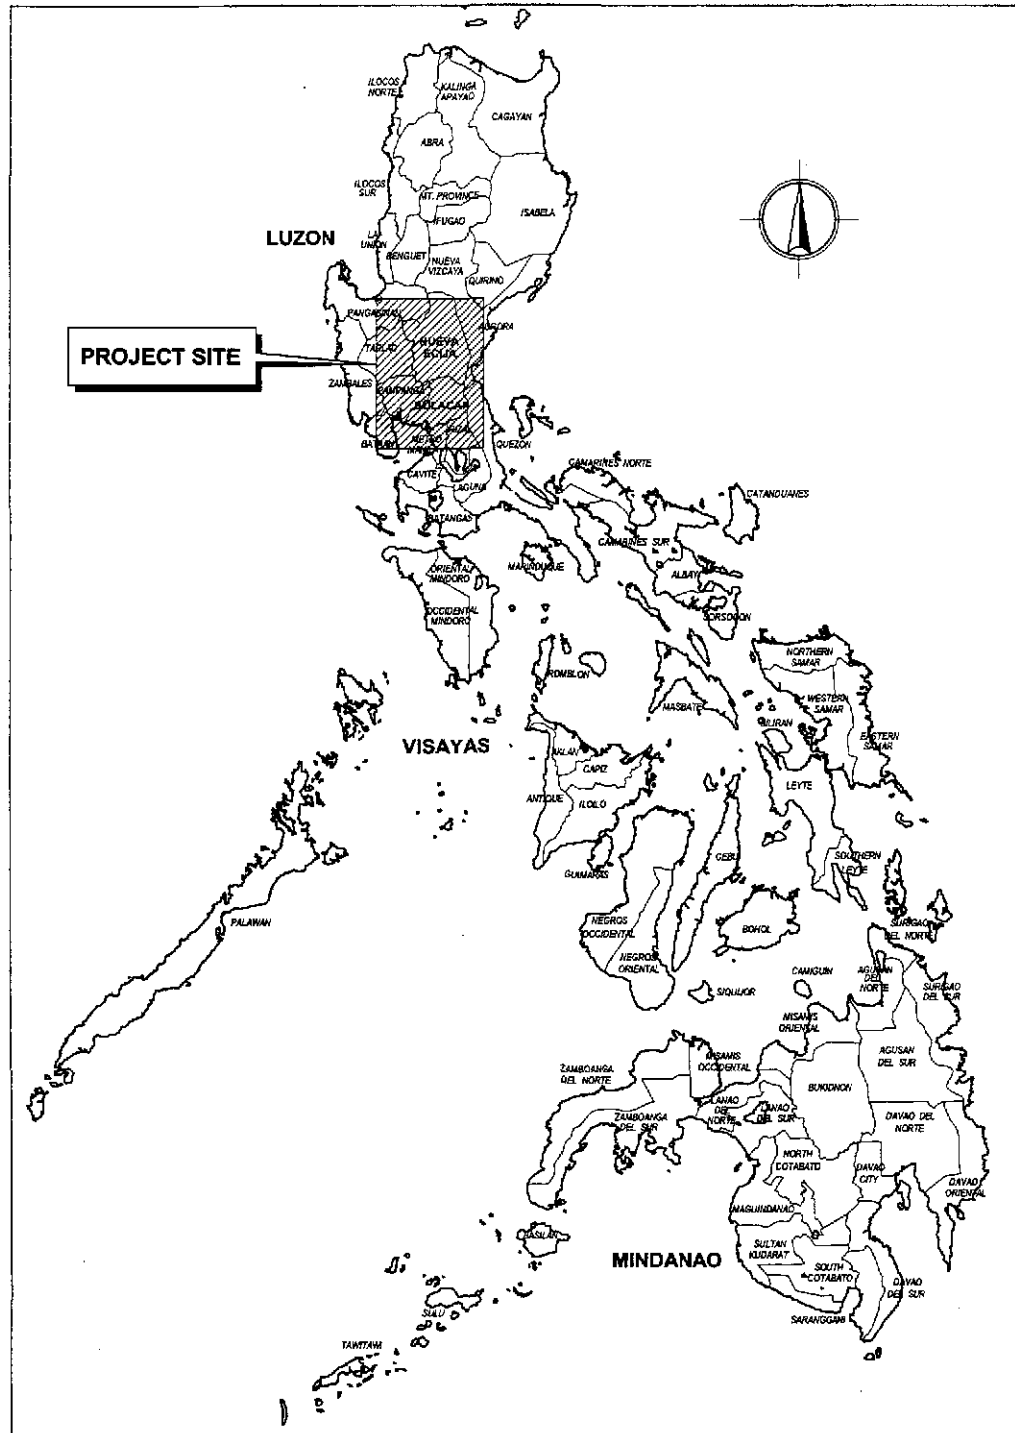 ILOCOS
NORTE
KALINGA
APAYAO
CAGAYAN
ABRA
ILOCOS
SUR
MT. PROVINCE
IFUGAO
ISABELA
LA
UNION
LUZON
BENGUET
NUEVA
VIZCAYA
QUIRINO
PANGASINAN
AURORA
TARLAC
NUEVA
ECIJA
PROJECT SITE
ZAMBALES
PAMPANGA
BULACAN
RIZAL
BATAAN
METRO
QUEZON
CAVITE
LAGUNA
BATANGAS
CAMARINES NORTE
CATANDUANES
CAMARINES SUR
MARINDUQUE
ALBAY
ORIENTAL
MINDORO
OCCIDENTAL
MINDORO
SORSOGON
NORTHERN
SAMAR
ROMBLON
WESTERN
SAMAR
MASBATE
BILIRAN
EASTERN
SAMAR
VISAYAS
AKLAN
CAPIZ
ANTIQUE
ILOILO
LEYTE
CEBU
SOUTHERN
LEYTE
GUIMARAS
PALAWAN
NEGROS
OCCIDENTAL
BOHOL
SURIGAO
DEL NORTE
NEGROS
ORIENTAL
CAMIGUIN
AGUSAN
DEL
NORTE
SIQUIJOR
SURIGAO
DEL SUR
MISAMIS
ORIENTAL
MISAMIS
OCCIDENTAL
AGUSAN
DEL SUR
ZAMBOANGA
DEL NORTE
BUKIDNON
LANAO
DEL
NORTE
LANAO
DEL SUR
ZAMBOANGA
DEL SUR
DAVAO DEL
NORTE
NORTH
COTABATO
DAVAO
CITY
DAVAO
ORIENTAL
MAGUINDANAO
BASILAN
SULTAN
KUDARAT
MINDANAO
SOUTH
COTABATO
DAVAO
DEL SUR
SULU
SARANGGANI
TAWITAWI